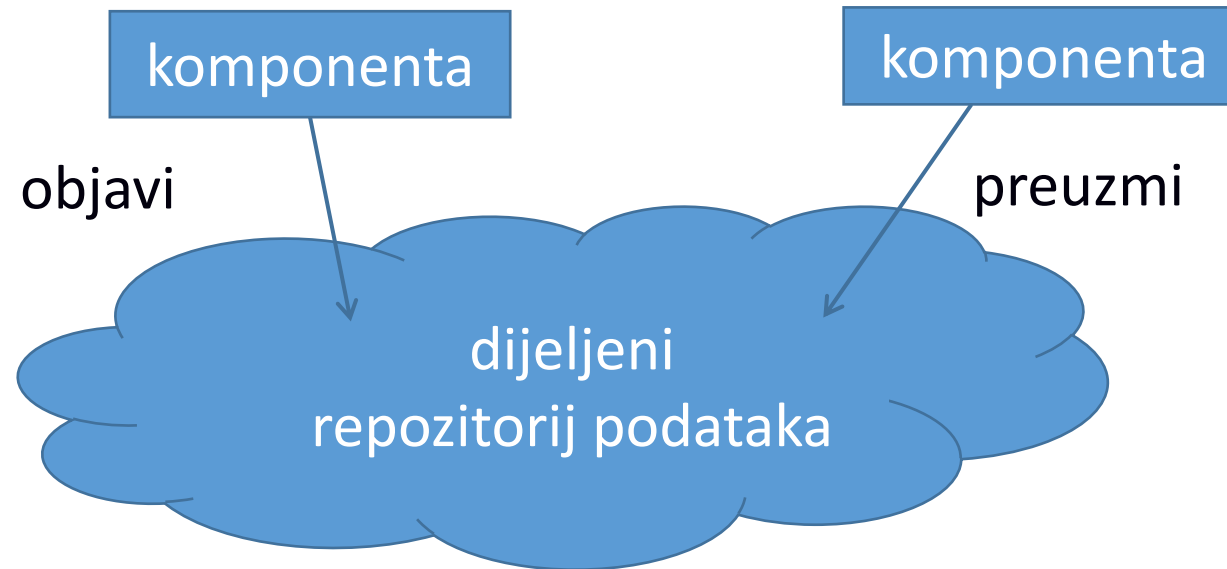 komponenta
komponenta
objavi
preuzmi
dijeljeni
repozitorij podataka